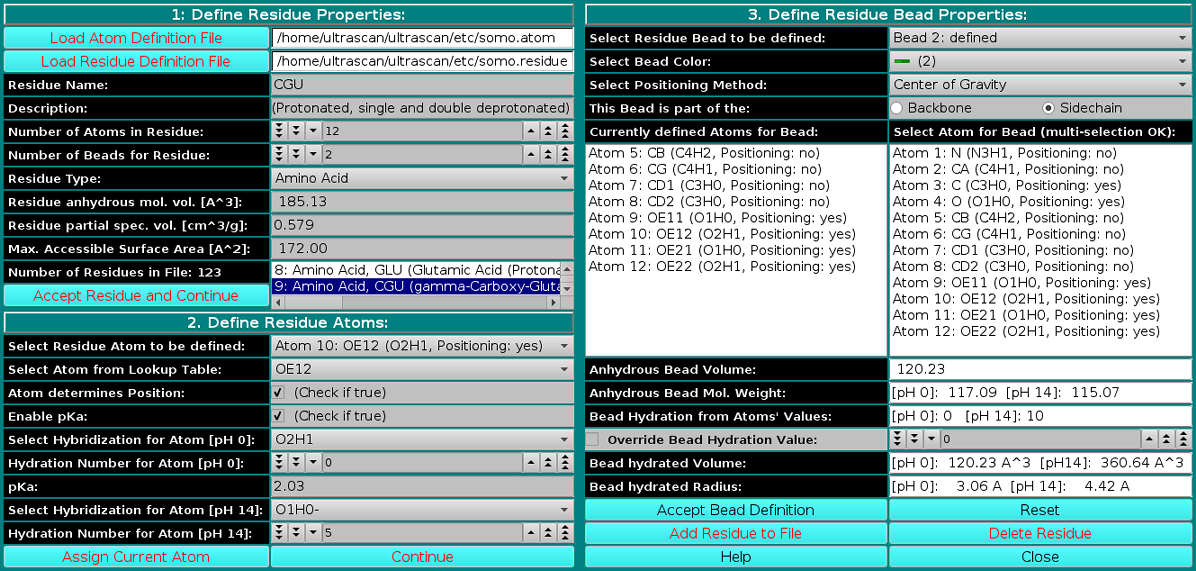 1: Define Residue Properties:
Load Atom Definition File /home/ultrascan/ultrascan/etc/somo.atom
Load Residue Definition File /home/ultrascan/ultrascan/etc/somo.residue
Residue Name: CGU
Description: (Protonated, single and double deprotonated)
Number of Atoms in Residue: 12
Number of Beads for Residue: 2
Residue Type: Amino Acid
Residue anhydrous mol. vol. [A^3]: 185.13
Residue partial spec. vol. [cm^3/g]: 0.579
Max. Accessible Surface Area [A^2]: 172.00
Number of Residues in File: 123 8: Amino Acid, GLU (Glutamic Acid (Protona
Accept Residue and Continue 9: Amino Acid, CGU (gamma-Carboxy-Gluta
2. Define Residue Atoms:
Select Residue Atom to be defined: Atom 10: OE12 (O2H1, Positioning: yes)
Select Atom from Lookup Table: OE12
Atom determines Position: (Check if true)
Enable pKa: (Check if true)
Select Hybridization for Atom [pH 0]: O2H1
Hydration Number for Atom [pH 0]: 0
pKa: 2.03
Select Hybridization for Atom [pH 14]: O1H0-
Hydration Number for Atom [pH 14]: 5
Assign Current Atom Continue
3. Define Residue Bead Properties:
Select Residue Bead to be defined: Bead 2: defined
Select Bead Color: (2)
Select Positioning Method: Center of Gravity
This Bead is part of the: Backbone Sidechain
Currently defined Atoms for Bead:
Atom 5: CB (C4H2, Positioning: no)
Atom 6: CG (C4H1, Positioning: no)
Atom 7: CD1 (C3H0, Positioning: no)
Atom 8: CD2 (C3H0, Positioning: no)
Atom 9: OE11 (O1H0, Positioning: yes)
Atom 10: OE12 (O2H1, Positioning: yes)
Atom 11: OE21 (O1H0, Positioning: yes)
Atom 12: OE22 (O2H1, Positioning: yes)
Select Atom for Bead (multi-selection OK):
Atom 1: N (N3H1, Positioning: no)
Atom 2: CA (C4H1, Positioning: no)
Atom 3: C (C3H0, Positioning: yes)
Atom 4: O (O1H0, Positioning: yes)
Atom 5: CB (C4H2, Positioning: no)
Atom 6: CG (C4H1, Positioning: no)
Atom 7: CD1 (C3H0, Positioning: no)
Atom 8: CD2 (C3H0, Positioning: no)
Atom 9: OE11 (O1H0, Positioning: yes)
Atom 10: OE12 (O2H1, Positioning: yes)
Atom 11: OE21 (O1H0, Positioning: yes)
Atom 12: OE22 (O2H1, Positioning: yes)
Anhydrous Bead Volume: 120.23
Anhydrous Bead Mol. Weight: [pH 0]: 117.09 [pH 14]: 115.07
Bead Hydration from Atoms' Values: [pH 0]: 0 [pH 14]: 10
Override Bead Hydration Value: 0
Bead hydrated Volume: [pH 0]: 120.23 A^3 [pH14]: 360.64 A^3
Bead hydrated Radius: [pH 0]: 3.06 A [pH 14]: 4.42 A
Accept Bead Definition Reset
Add Residue to File Delete Residue
Help Close